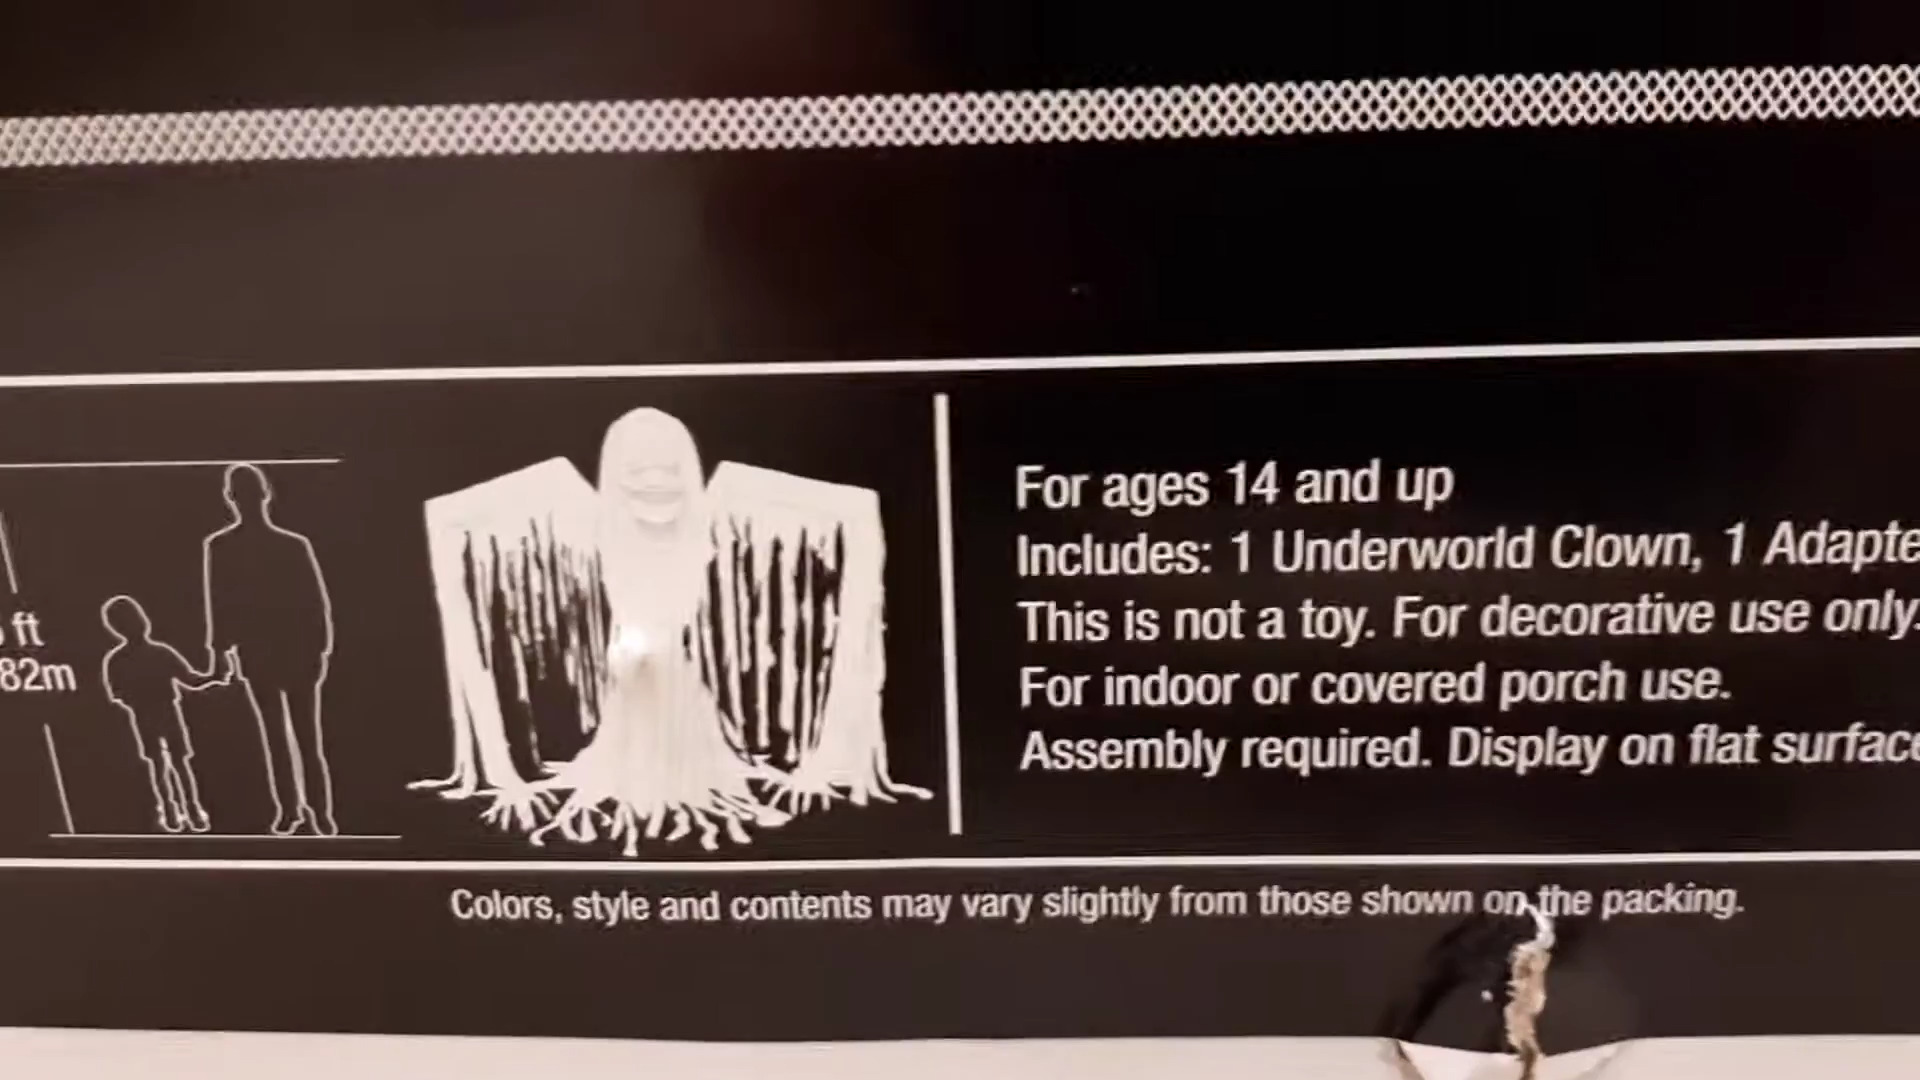 ft
82m
For ages 14 and up
Includes: 1 Underworld Clown, 1 Adapte
This is not a toy. For decorative use only.
For indoor or covered porch use.
Assembly required. Display on flat surfac
Colors, style and contents may vary slightly from those shown on the packing.